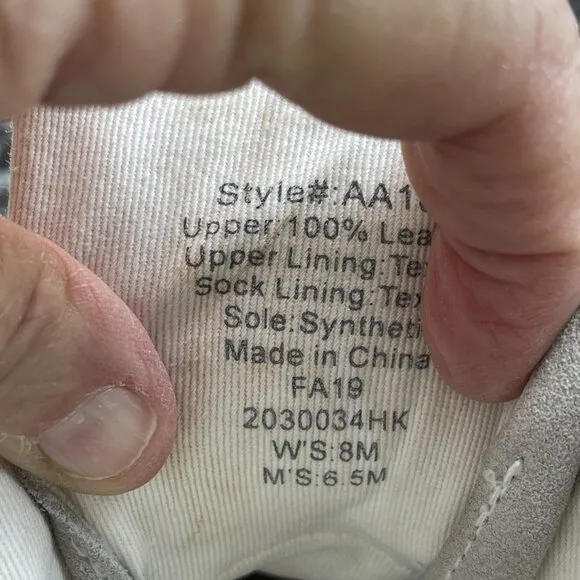 Style#:AA1
Upper:100% Lea
Upper Lining:Te
Sock Lining:Te
Sole:Syntheti
Made in China
FA19
2030034HK
W'S:8M
M'S:6.5M